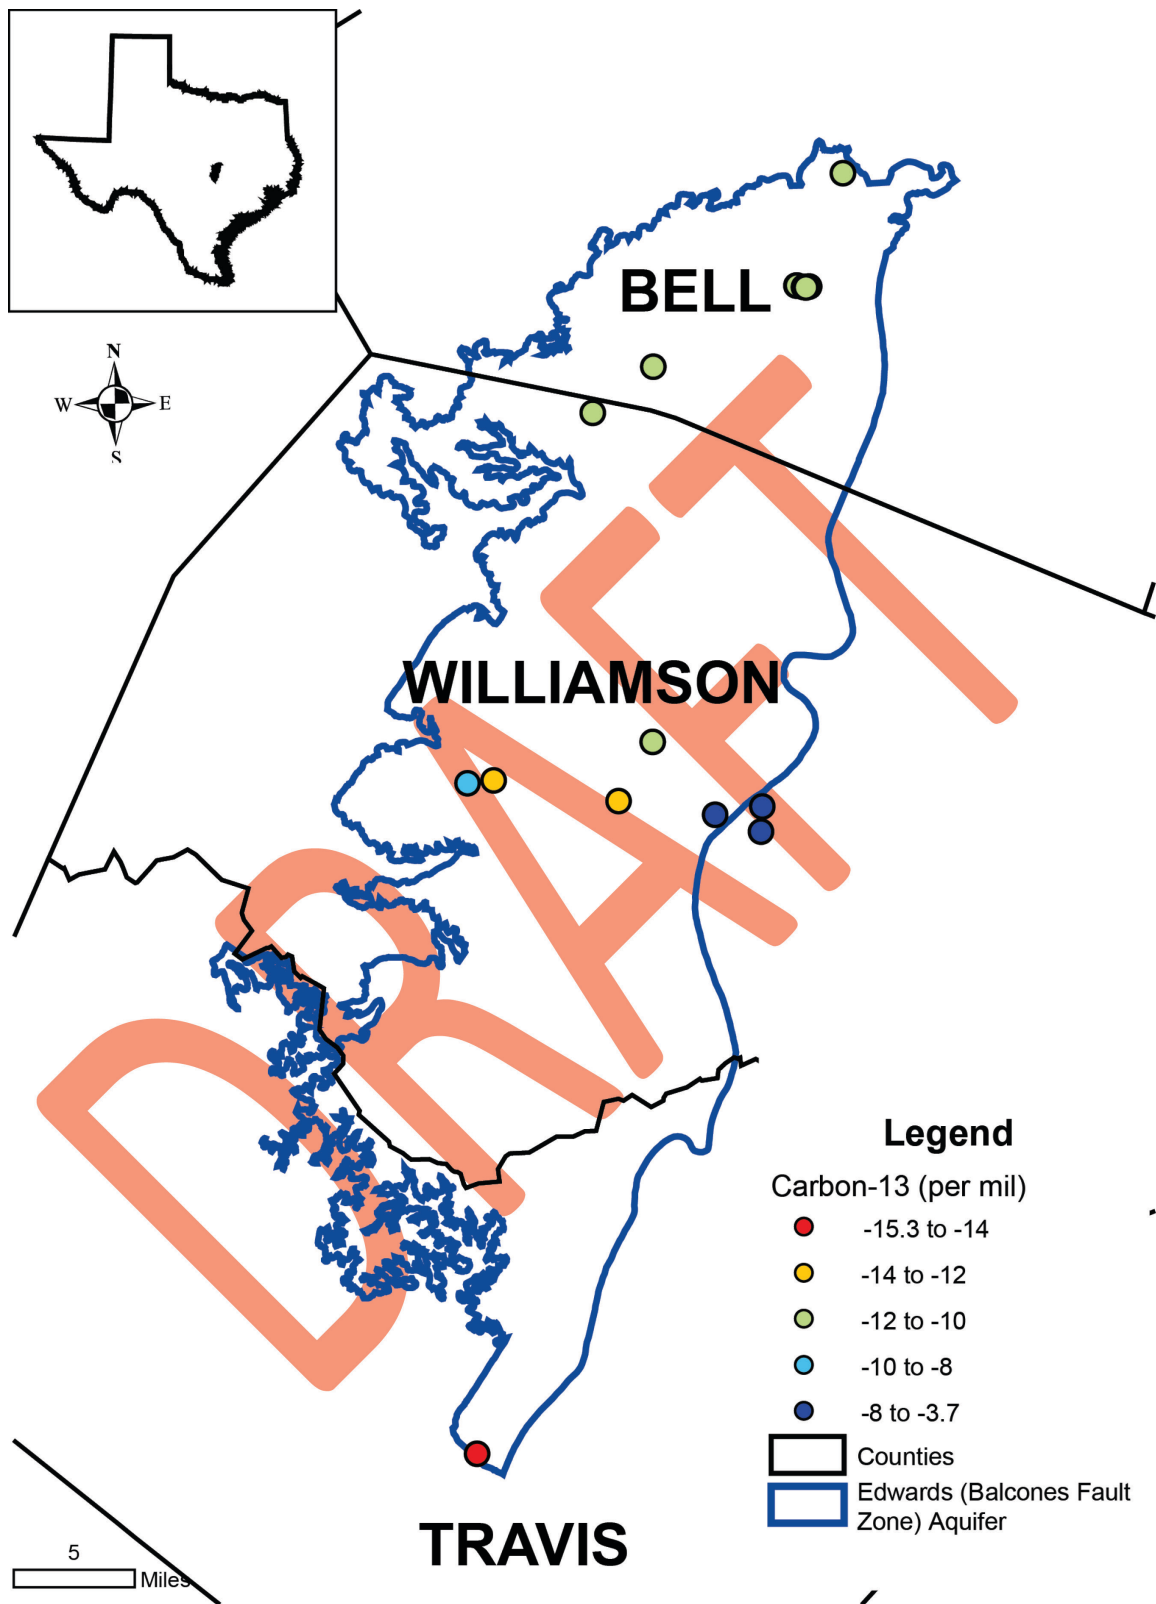 N
W E
S
BELL
WILLIAMSON
DRAFT
Legend
Carbon-13 (per mil)
-15.3 to -14
-14 to -12
-12 to -10
-10 to -8
-8 to -3.7
Counties
Edwards (Balcones Fault
Zone) Aquifer
TRAVIS
5
Miles